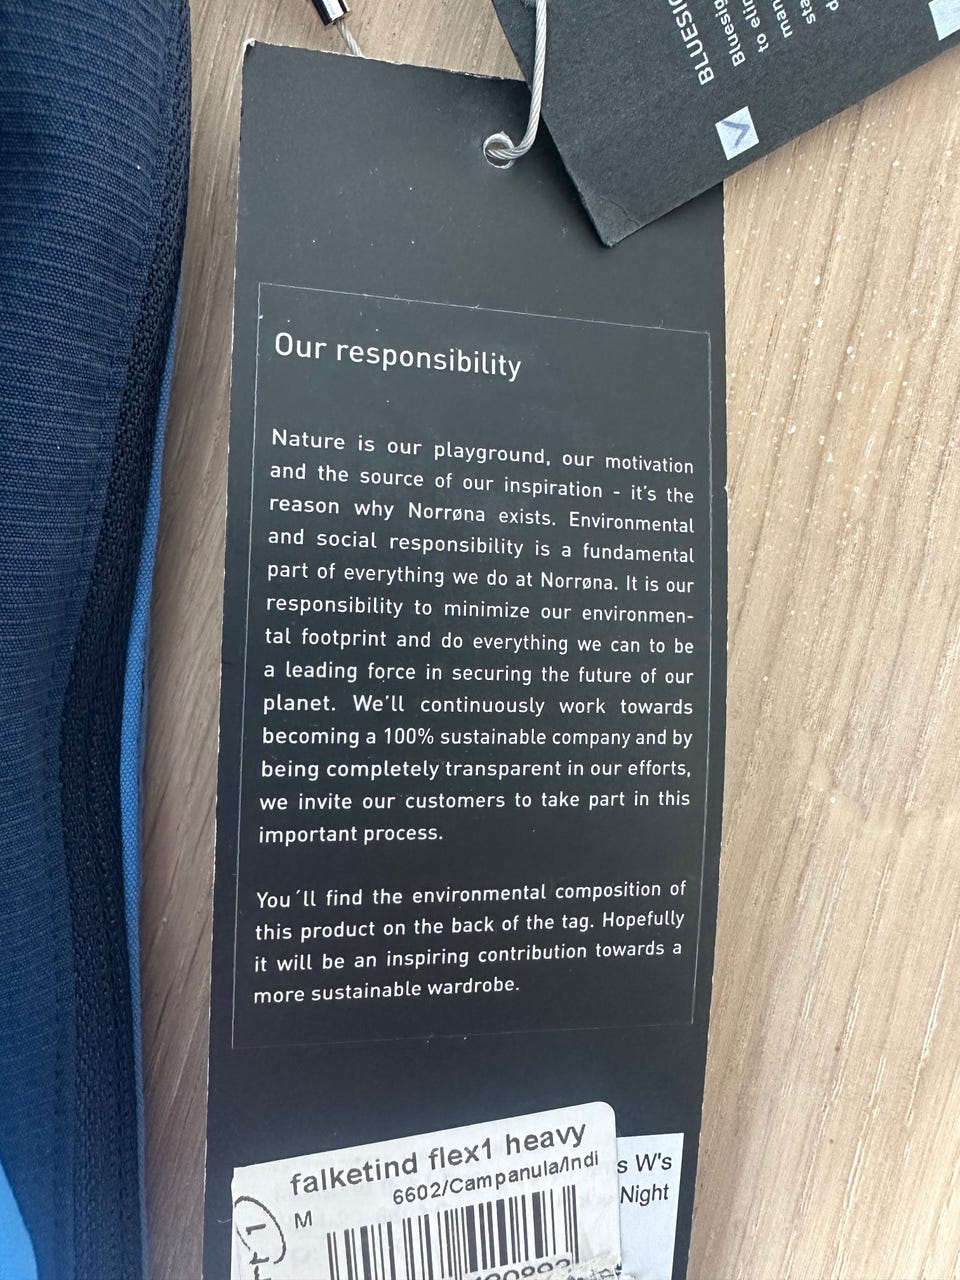 BLUESIG
Bluesig
to elin
man
sta
d
Our responsibility
Nature is our playground, our motivation
and the source of our inspiration - it's the
reason why Norrøna exists. Environmental
and social responsibility is a fundamental
part of everything we do at Norrøna. It is our
responsibility to minimize our environmen-
tal footprint and do everything we can to be
a leading force in securing the future of our
planet. We'll continuously work towards
becoming a 100% sustainable company and by
being completely transparent in our efforts,
we invite our customers to take part in this
important process.
You´ll find the environmental composition of
this product on the back of the tag. Hopefully
it will be an inspiring contribution towards a
more sustainable wardrobe.
falketind flex1 heavy
6602/Campanula/Indi
M
s W's
Night